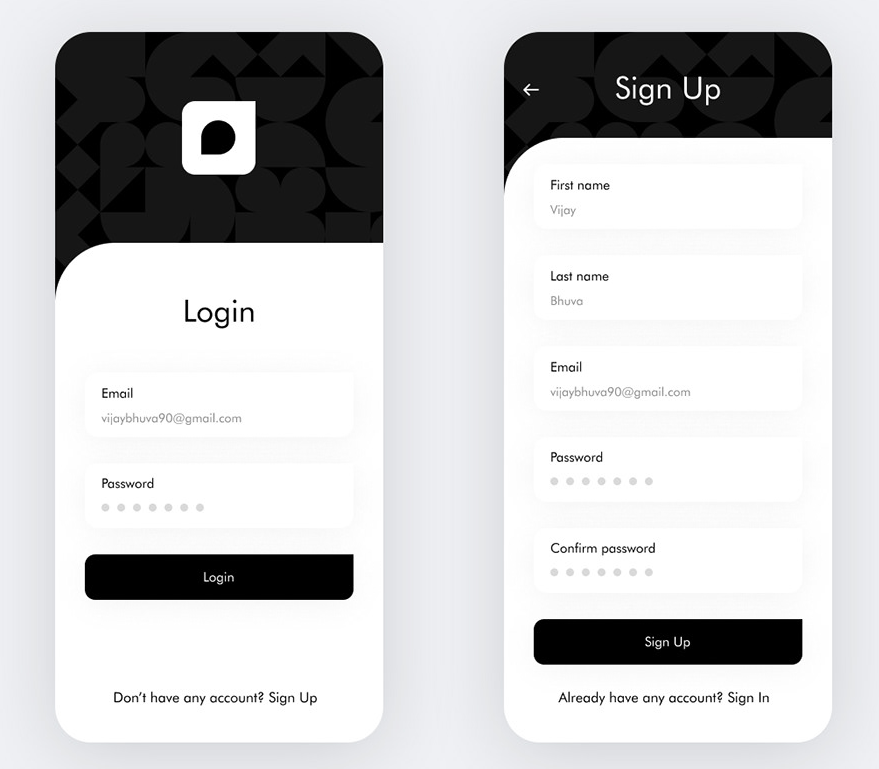 Login
Email
vijaybhuva90@gmail.com
Password
Login
Don't have any account? Sign Up
Sign Up
First name
Vijay
Last name
Bhuva
Email
vijaybhuva90@gmail.com
Password
Confirm password
Sign Up
Already have any account? Sign In